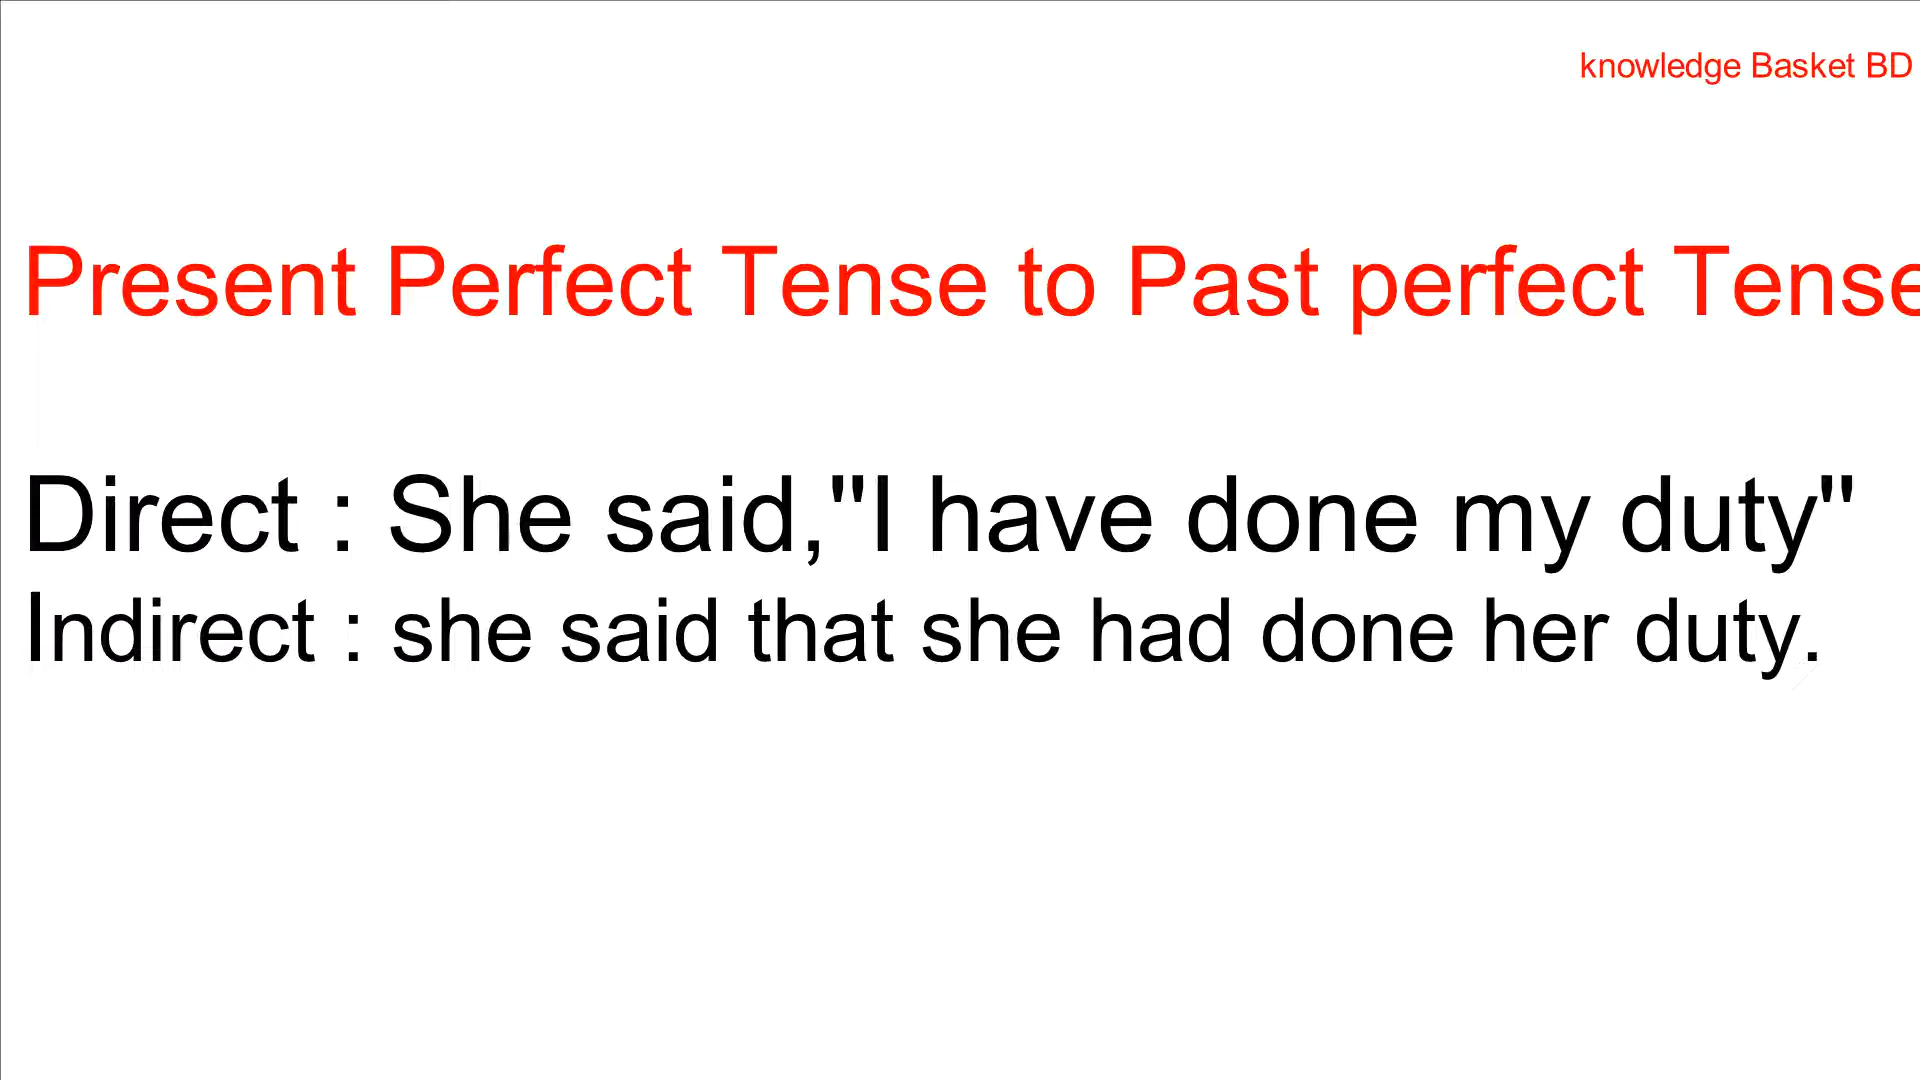 knowledge Basket BD
Present Perfect Tense to Past perfect Tense
Direct : She said,"I have done my duty"
Indirect : she said that she had done her duty.